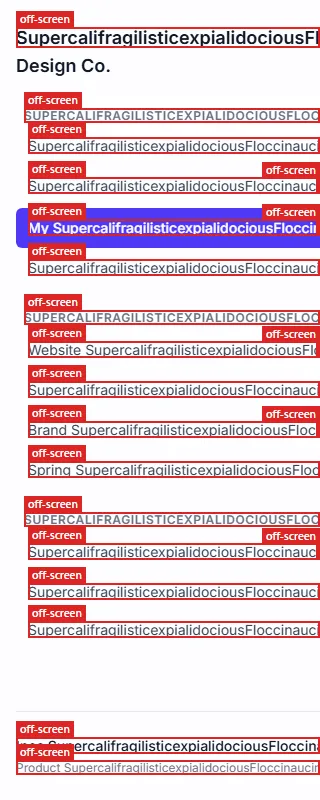 off-screen
SupercalifragilisticexpialidociousFl
Design Co.
off-screen
SUPERCALIFRAGILISTICEXPIALIDOCIOUSFLOC
off-screen
SupercalifragilisticexpialidociousFloccinauc
off-screen off-screen
SupercalifragilisticexpialidociousFloccinauc
off-screen off-screen
My SupercalifragilisticexpialidociousFlocci
off-screen
SupercalifragilisticexpialidociousFloccinauc
off-screen
SUPERCALIFRAGILISTICEXPIALIDOCIOUSFLOC
off-screen off-screen
Website SupercalifragilisticexpialidociousFlo
off-screen
SupercalifragilisticexpialidociousFloccinauc
off-screen off-screen
Brand SupercalifragilisticexpialidociousFloc
off-screen
Spring SupercalifragilisticexpialidociousFloc
off-screen
SUPERCALIFRAGILISTICEXPIALIDOCIOUSFLOC
off-screen off-screen
SupercalifragilisticexpialidociousFloccinauc
off-screen
SupercalifragilisticexpialidociousFloccinauc
off-screen
SupercalifragilisticexpialidociousFloccinauc
off-screen
SupercalifragilisticexpialidociousFloccina
off-screen
Product SupercalifragilisticexpialidociousFloccinaucin